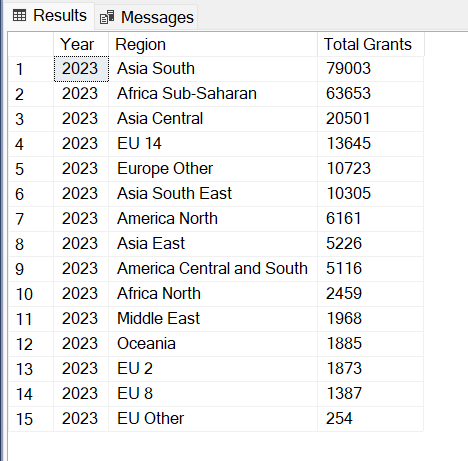 Results Messages
Year Region Total Grants
1 2023 Asia South 79003
2 2023 Africa Sub-Saharan 63653
3 2023 Asia Central 20501
4 2023 EU 14 13645
5 2023 Europe Other 10723
6 2023 Asia South East 10305
7 2023 America North 6161
8 2023 Asia East 5226
9 2023 America Central and South 5116
10 2023 Africa North 2459
11 2023 Middle East 1968
12 2023 Oceania 1885
13 2023 EU 2 1873
14 2023 EU 8 1387
15 2023 EU Other 254